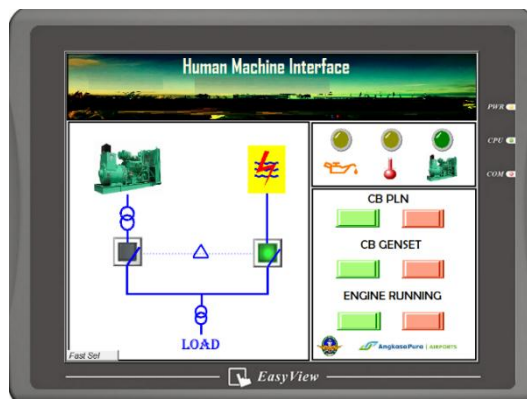 Human Machine Interface
PWR
CPU
COM
CB PLN
CB GENSET
ENGINE RUNNING
LOAD
AngkasaPura | AIRPORTS
Fast Sel
EasyView